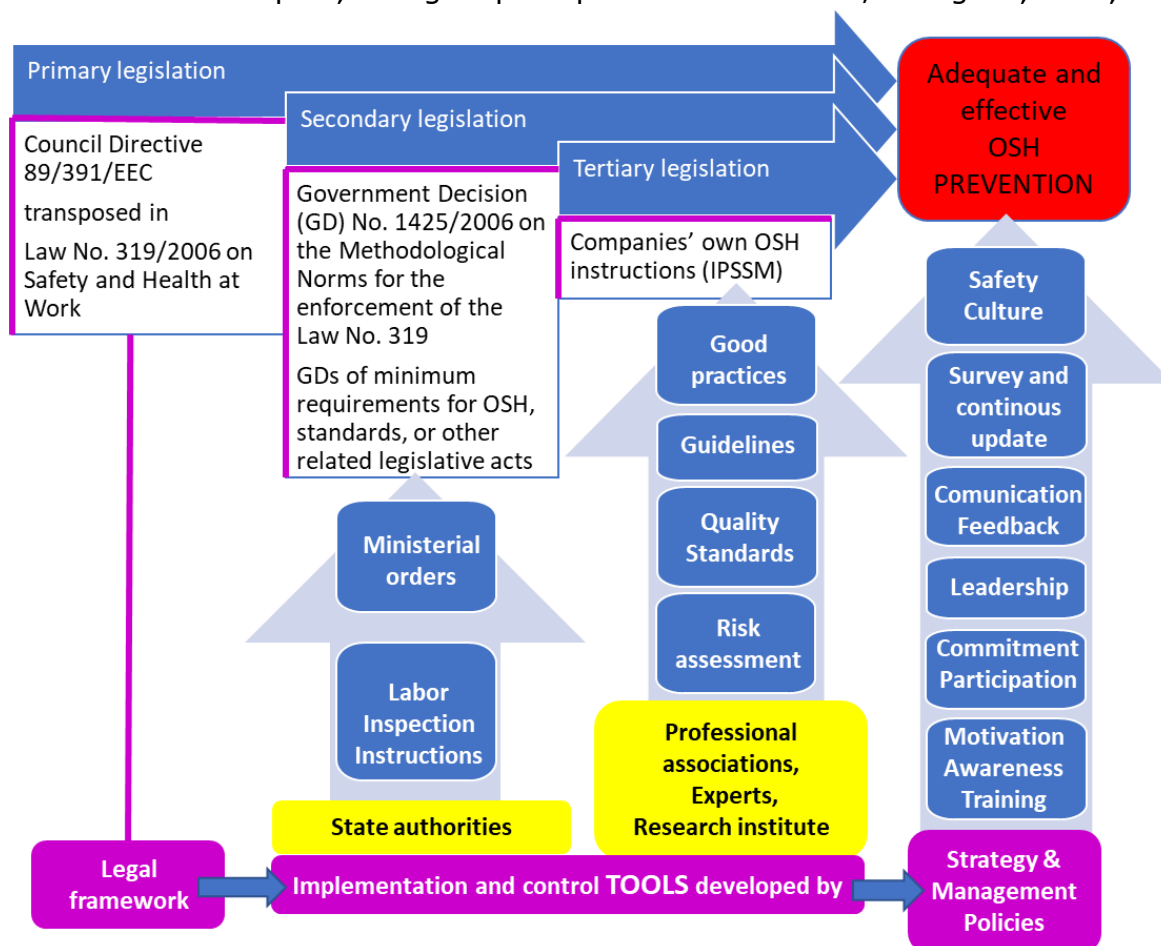 Primary legislation
Council Directive
89/391/EEC
transposed in
Law No. 319/2006 on
Safety and Health at
Work
Secondary legislation
Government Decision
(GD) No. 1425/2006 on
the Methodological
Norms for the
enforcement of the
Law No. 319
GDs of minimum
requirements for OSH,
standards, or other
related legislative acts
Tertiary legislation
Companies’ own OSH
instructions (IPSSM)
Adequate and
effective
OSH
PREVENTION
Ministerial
orders
Labor
Inspection
Instructions
State authorities
Good
practices
Guidelines
Quality
Standards
Risk
assessment
Professional
associations,
Experts,
Research institute
Safety
Culture
Survey and
continous
update
Comunication
Feedback
Leadership
Commitment
Participation
Motivation
Awareness
Training
Legal
framework
Implementation and control TOOLS developed by
Strategy &
Management
Policies